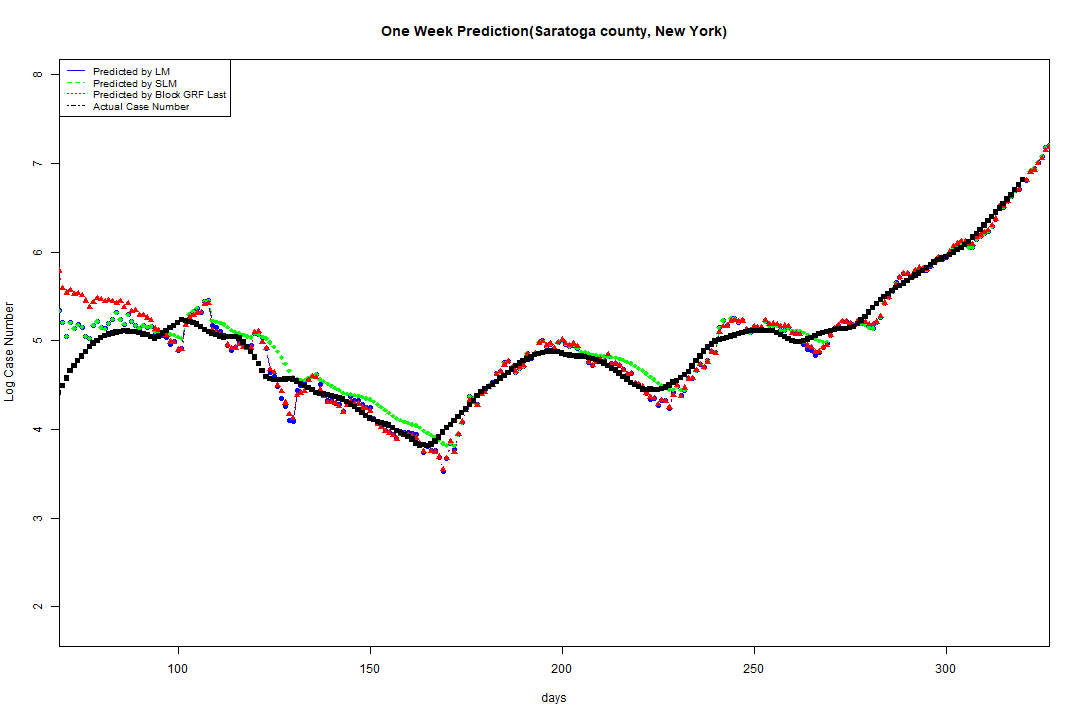 One Week Prediction(Saratoga county, New York)
Predicted by LM
Predicted by SLM
Predicted by Block GRF Last
Actual Case Number
8
7
6
5
4
3
2
Log Case Number
100 150 200 250 300
days